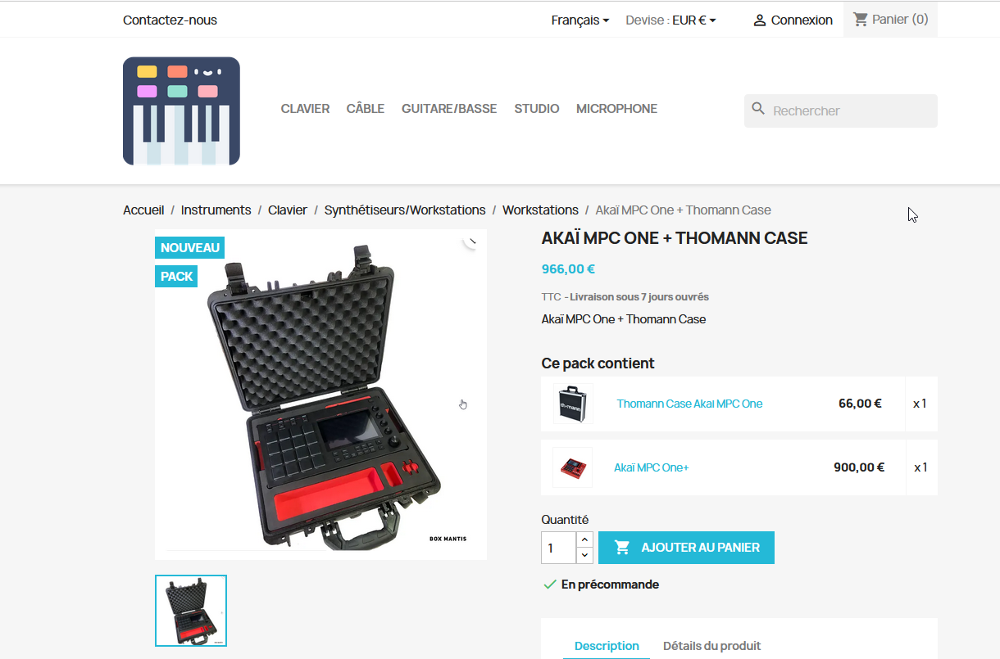 Contactez-nous
Français
Devise : EUR €
Connexion
Panier (0)
CLAVIER
CÂBLE
GUITARE/BASSE
STUDIO
MICROPHONE
Rechercher
Accueil / Instruments / Clavier / Synthétiseurs/Workstations / Workstations / Akaï MPC One + Thomann Case
NOUVEAU
PACK
BOX MANTIS
AKAÏ MPC ONE + THOMANN CASE
966,00 €
TTC - Livraison sous 7 jours ouvrés
Akaï MPC One + Thomann Case
Ce pack contient
th•mann
Thomann Case Akai MPC One
66,00 €
x 1
Akaï MPC One+
900,00 €
x 1
Quantité
1
AJOUTER AU PANIER
En précommande
Description
Détails du produit